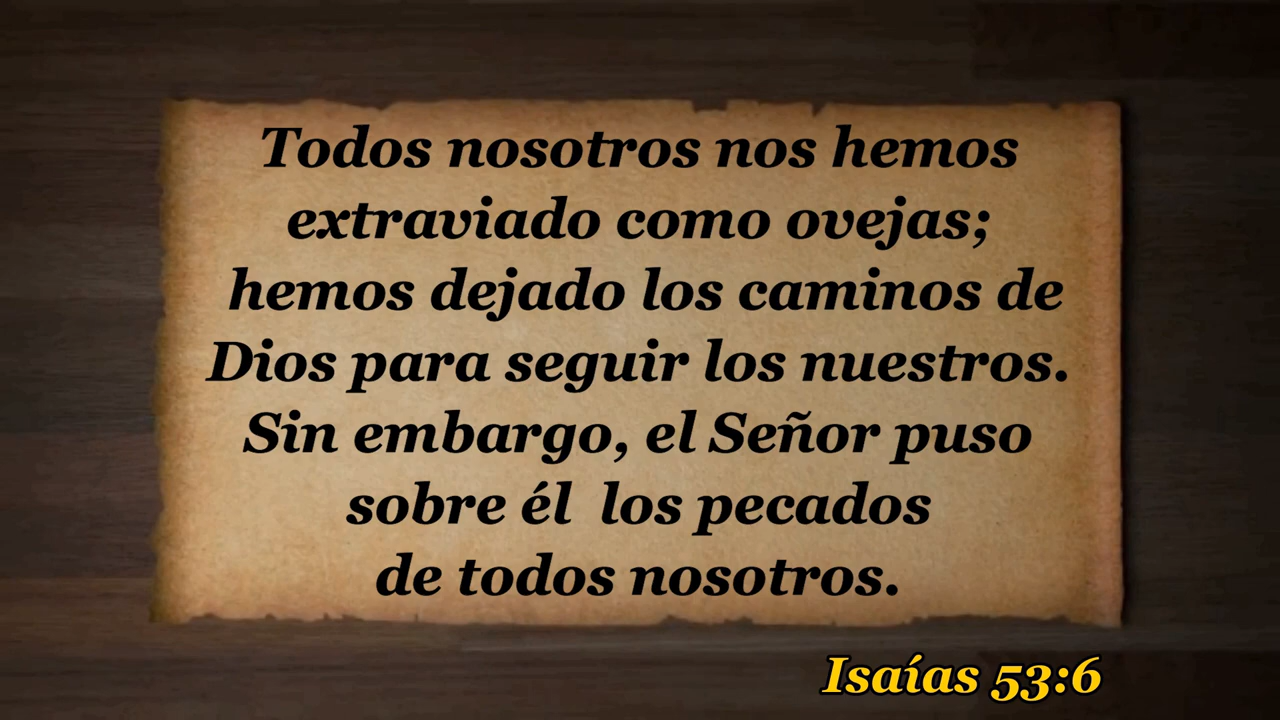 Todos nosotros nos hemos
extraviado como ovejas;
hemos dejado los caminos de
Dios para seguir los nuestros.
Sin embargo, el Señor puso
sobre él  los pecados
de todos nosotros.
Isaías 53:6